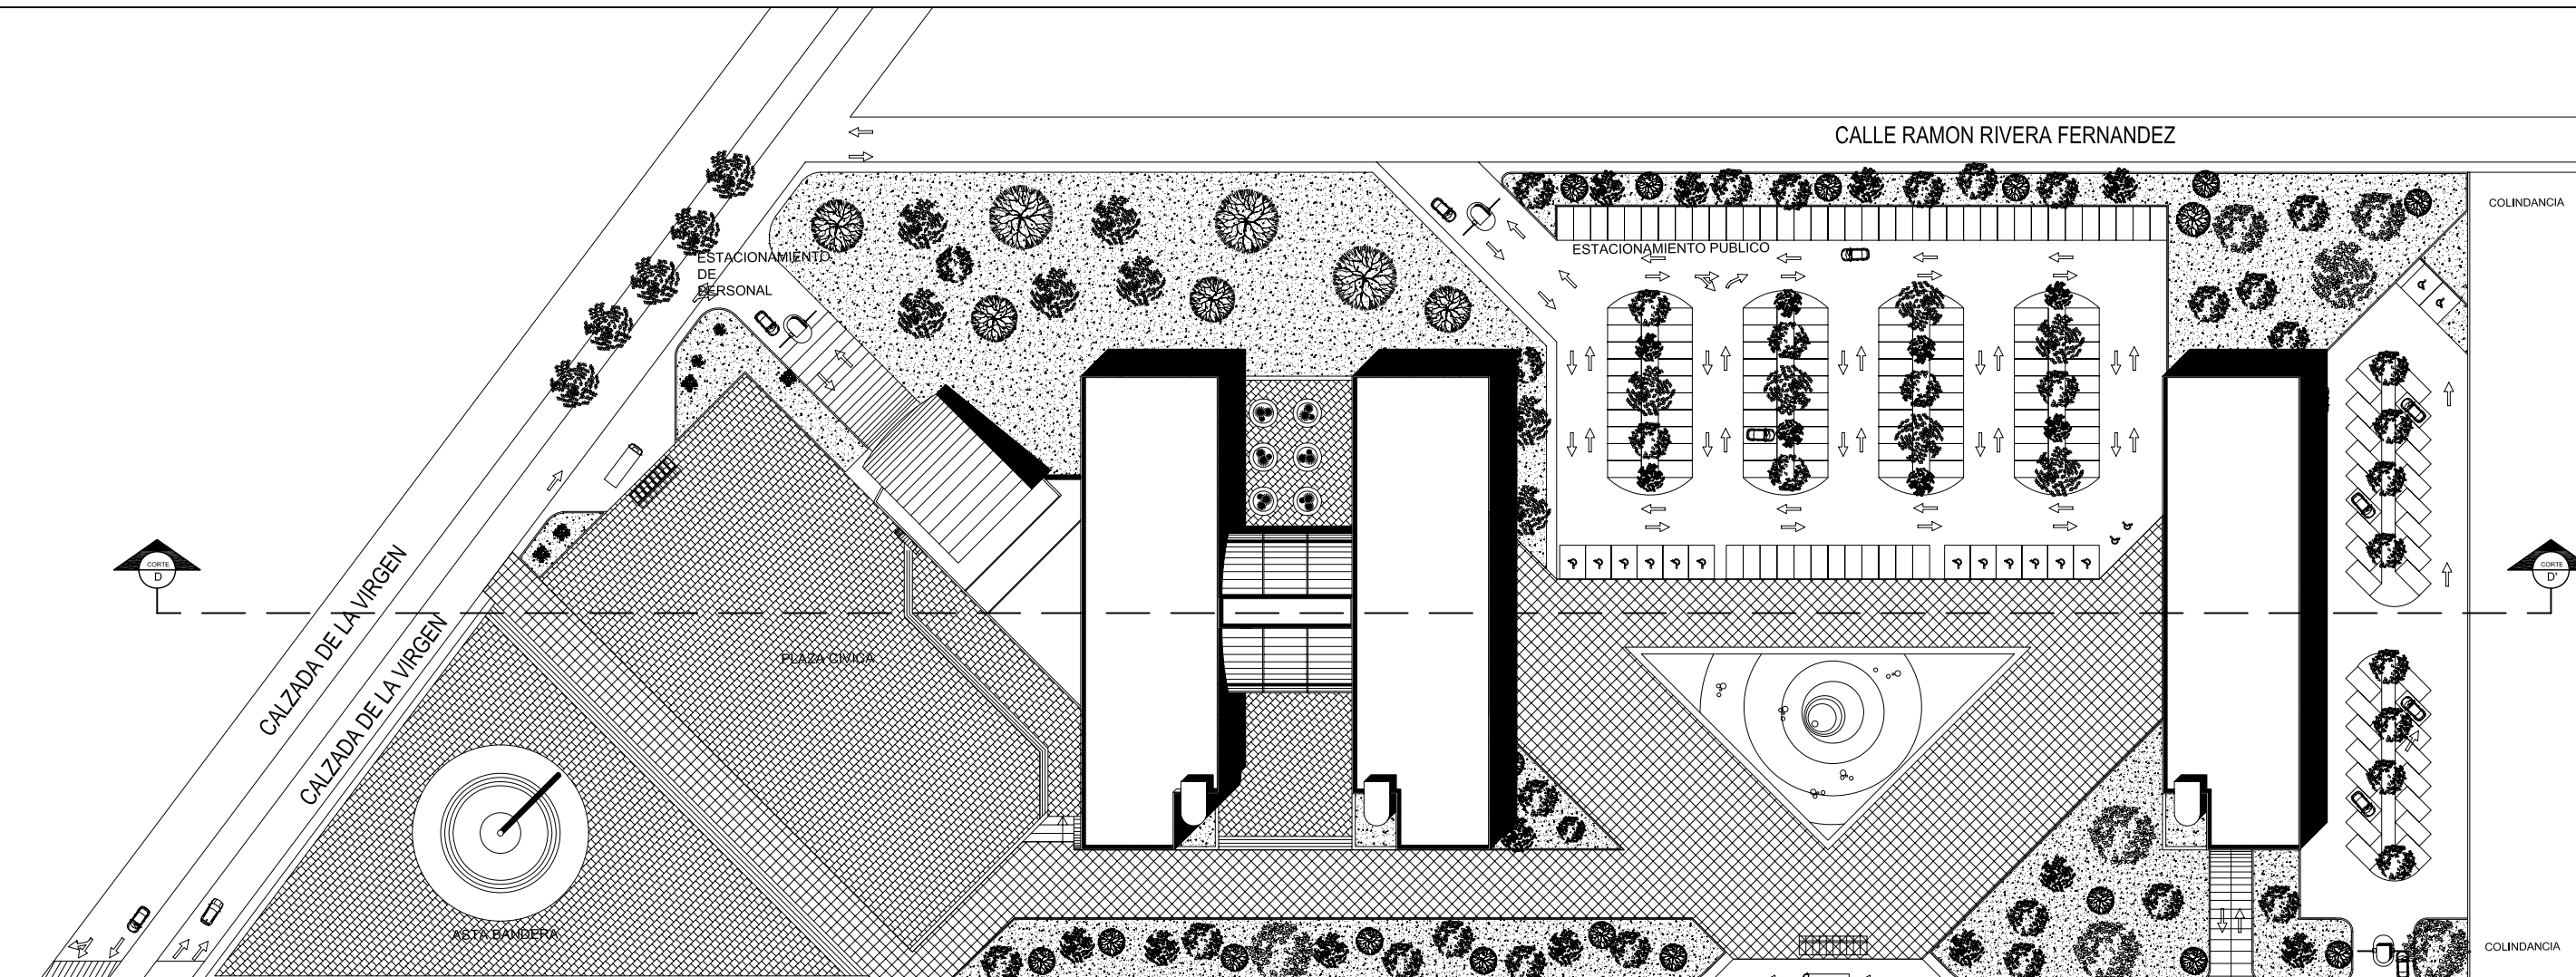 CALLE RAMON RIVERA FERNANDEZ
COLINDANCIA
ESTACIONAMIENTO PUBLICO
ESTACIONAMIENTO
DE
PERSONAL
CORTE
D
CORTE
D'
CALZADA DE LA VIRGEN
CALZADA DE LA VIRGEN
PLAZA CIVICA
ASTA BANDERA
COLINDANCIA